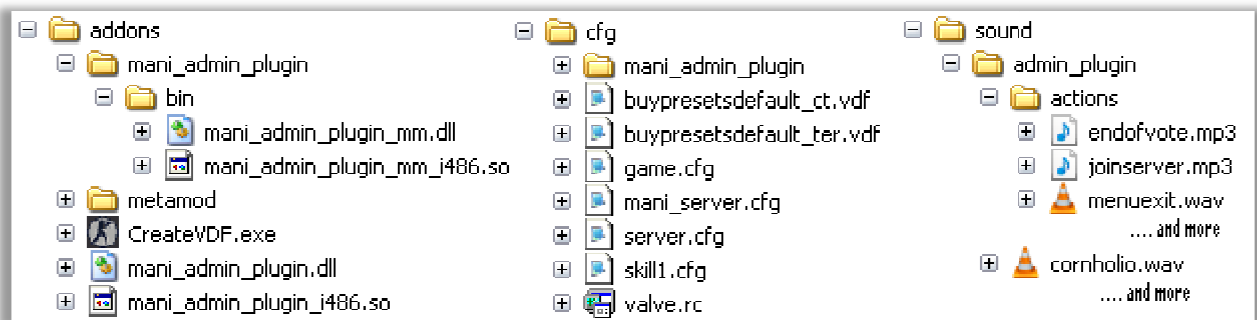 addons
mani_admin_plugin
bin
mani_admin_plugin_mm.dll
mani_admin_plugin_mm_i486.so
metamod
CreateVDF.exe
mani_admin_plugin.dll
mani_admin_plugin_i486.so
cfg
mani_admin_plugin
buypresetsdefault_ct.vdf
buypresetsdefault_ter.vdf
game.cfg
mani_server.cfg
server.cfg
skill1.cfg
valve.rc
sound
admin_plugin
actions
endofvote.mp3
joinserver.mp3
menuexit.wav
.... and more
cornholio.wav
.... and more